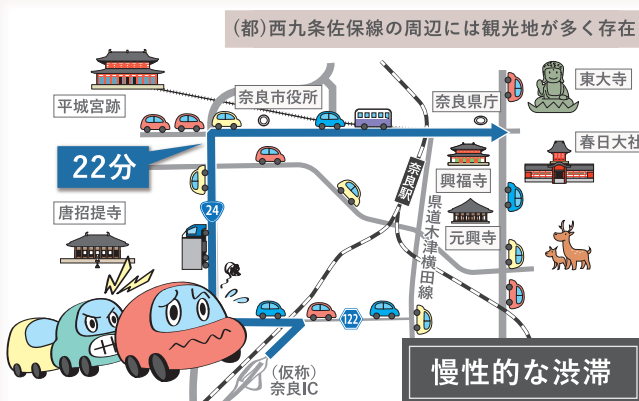 (都)西九条佐保線の周辺には観光地が多く存在
平城宮跡
奈良市役所
奈良県庁
東大寺
春日大社
22分
奈良駅
興福寺
唐招提寺
24
元興寺
県道木津横田線
122
(仮称)
奈良IC
慢性的な渋滞